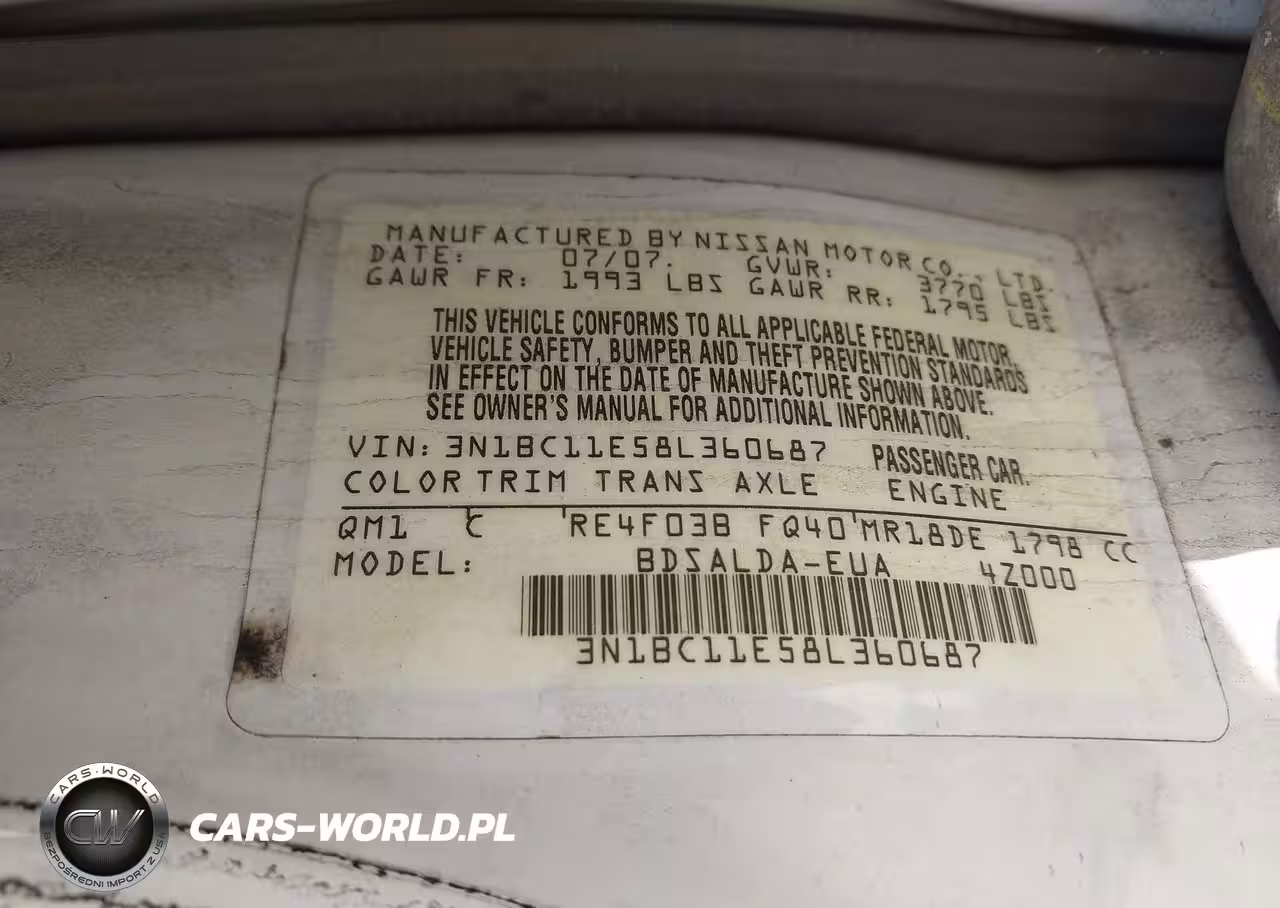 MANUFACTURED BY NISSAN MOTOR CO., LTD.
DATE: 07/07. GVWR: 3770 LBS
GAWR FR: 1993 LBS GAWR RR: 1795 LBS
THIS VEHICLE CONFORMS TO ALL APPLICABLE FEDERAL MOTOR
VEHICLE SAFETY, BUMPER AND THEFT PREVENTION STANDARDS
IN EFFECT ON THE DATE OF MANUFACTURE SHOWN ABOVE.
SEE OWNER'S MANUAL FOR ADDITIONAL INFORMATION.
VIN: 3N1BC11E58L360687 PASSENGER CAR.
COLOR TRIM TRANS AXLE ENGINE
QM1 C RE4F03B FQ40 MR18DE 1798 CC
MODEL: BDSALDA-EUA 4Z000
3N1BC11E58L360687
CARS-WORLD
CW
BEZPOŚREDNI IMPORT Z USA
CARS-WORLD.PL